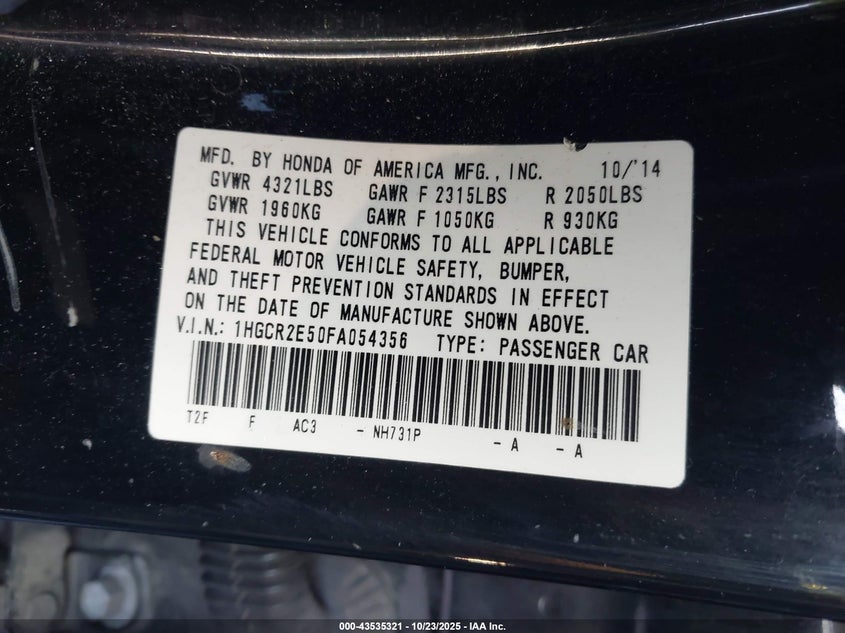 MFD. BY HONDA OF AMERICA MFG., INC. 10/'14
GVWR 4321LBS GAWR F 2315LBS R 2050LBS
GVWR 1960KG GAWR F 1050KG R 930KG
THIS VEHICLE CONFORMS TO ALL APPLICABLE
FEDERAL MOTOR VEHICLE SAFETY, BUMPER,
AND THEFT PREVENTION STANDARDS IN EFFECT
ON THE DATE OF MANUFACTURE SHOWN ABOVE.
V.I.N.: 1HGCR2E50FA054356 TYPE: PASSENGER CAR
T2F F AC3 - NH731P - A - A
000-43535321 - 10/23/2025 - IAA Inc.